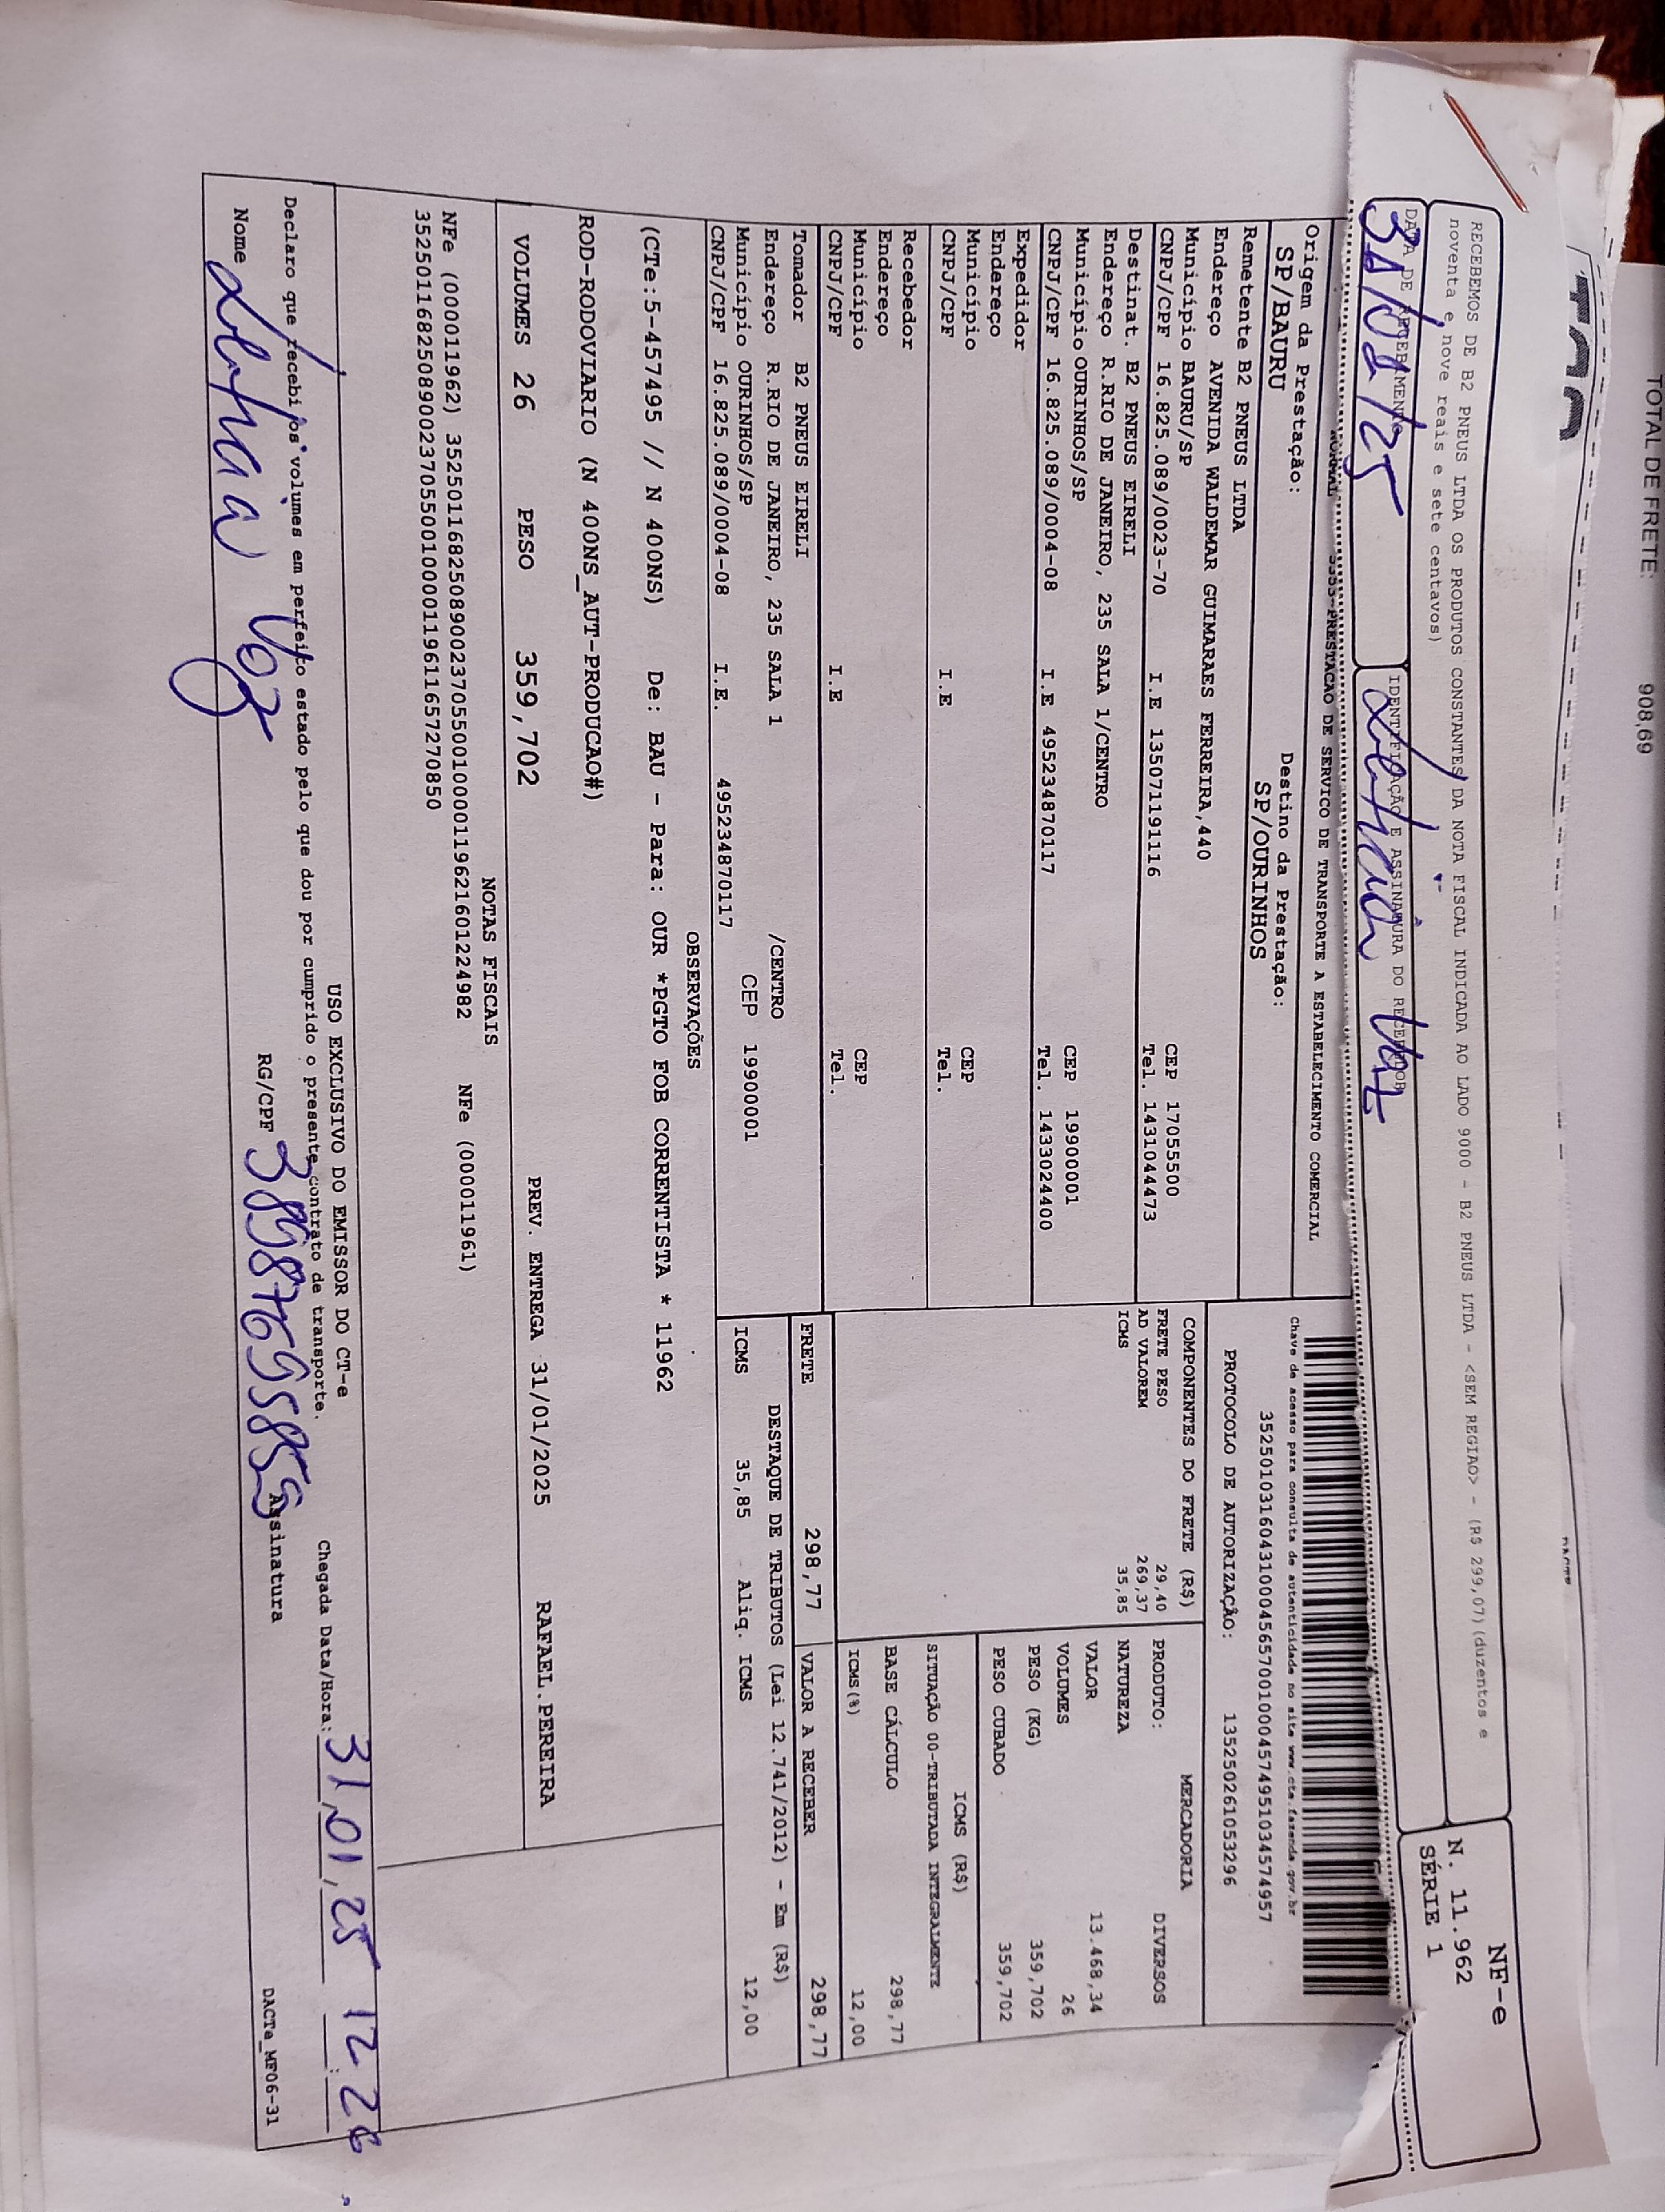 TOTAL DE FRETE: 908,69
RECEBEMOS DE B2 PNEUS LTDA OS PRODUTOS CONSTANTES DA NOTA FISCAL INDICADA AO LADO 9000 - B2 PNEUS LTDA - <SEM REGIAO> - (R$ 299,07) (duzentos e
noventa e nove reais e sete centavos)
NF-e
N. 11.962
SÉRIE 1
DATA DE RECEBIMENTO
31/01/25
IDENTIFICAÇÃO E ASSINATURA DO RECEBEDOR
Letícia Vaz
NORMAL 5353-PRESTACAO DE SERVICO DE TRANSPORTE A ESTABELECIMENTO COMERCIAL
Origem da Prestação:
SP/BAURU
Destino da Prestação:
SP/OURINHOS
Chave de acesso para consulta de autenticidade no site www.cte.fazenda.gov.br
35250103160431000456570010004574951034574957
PROTOCOLO DE AUTORIZAÇÃO: 135250261053296
Remetente B2 PNEUS LTDA
Endereço AVENIDA WALDEMAR GUIMARAES FERREIRA,440
Município BAURU/SP CEP 17055500
CNPJ/CPF 16.825.089/0023-70 I.E 13507119111​6 Tel. 1431044473
Destinat. B2 PNEUS EIRELI
Endereço R.RIO DE JANEIRO, 235 SALA 1/CENTRO
Município OURINHOS/SP CEP 19900001
CNPJ/CPF 16.825.089/0004-08 I.E 495234870117 Tel. 1433024400
Expedidor
Endereço
Município CEP
CNPJ/CPF I.E Tel.
Recebedor
Endereço
Município CEP
CNPJ/CPF I.E Tel.
Tomador B2 PNEUS EIRELI
Endereço R.RIO DE JANEIRO, 235 SALA 1 /CENTRO
Município OURINHOS/SP CEP 19900001
CNPJ/CPF 16.825.089/0004-08 I.E. 495234870117
COMPONENTES DO FRETE (R$)
FRETE PESO 29,40
AD VALOREM 269,37
ICMS 35,85
MERCADORIA
PRODUTO: DIVERSOS
NATUREZA
VALOR 13.468,34
VOLUMES 26
PESO (KG) 359,702
PESO CUBADO 359,702
ICMS (R$)
SITUAÇÃO 00-TRIBUTADA INTEGRALMENTE
BASE CÁLCULO 298,77
ICMS(%) 12,00
FRETE 298,77 VALOR A RECEBER 298,77
DESTAQUE DE TRIBUTOS (Lei 12.741/2012) - Em (R$)
ICMS 35,85 Aliq. ICMS 12,00
OBSERVAÇÕES
(CTe:5-457495 // N 400NS) De: BAU - Para: OUR *PGTO FOB CORRENTISTA * 11962
ROD-RODOVIARIO (N 400NS_AUT-PRODUCAO#)
VOLUMES 26 PESO 359,702 PREV. ENTREGA 31/01/2025 RAFAEL.PEREIRA
NOTAS FISCAIS
NFe (000011962) 35250116825089002370550010000119621601224982 NFe (000011961)
35250116825089002370550010000119611657270850
USO EXCLUSIVO DO EMISSOR DO CT-e
Declaro que recebi os volumes em perfeito estado pelo que dou por cumprido o presente contrato de transporte.
Chegada Data/Hora: 31/01/25 12:26
Nome Letícia Vaz RG/CPF Assinatura
DACTe_MF06-31